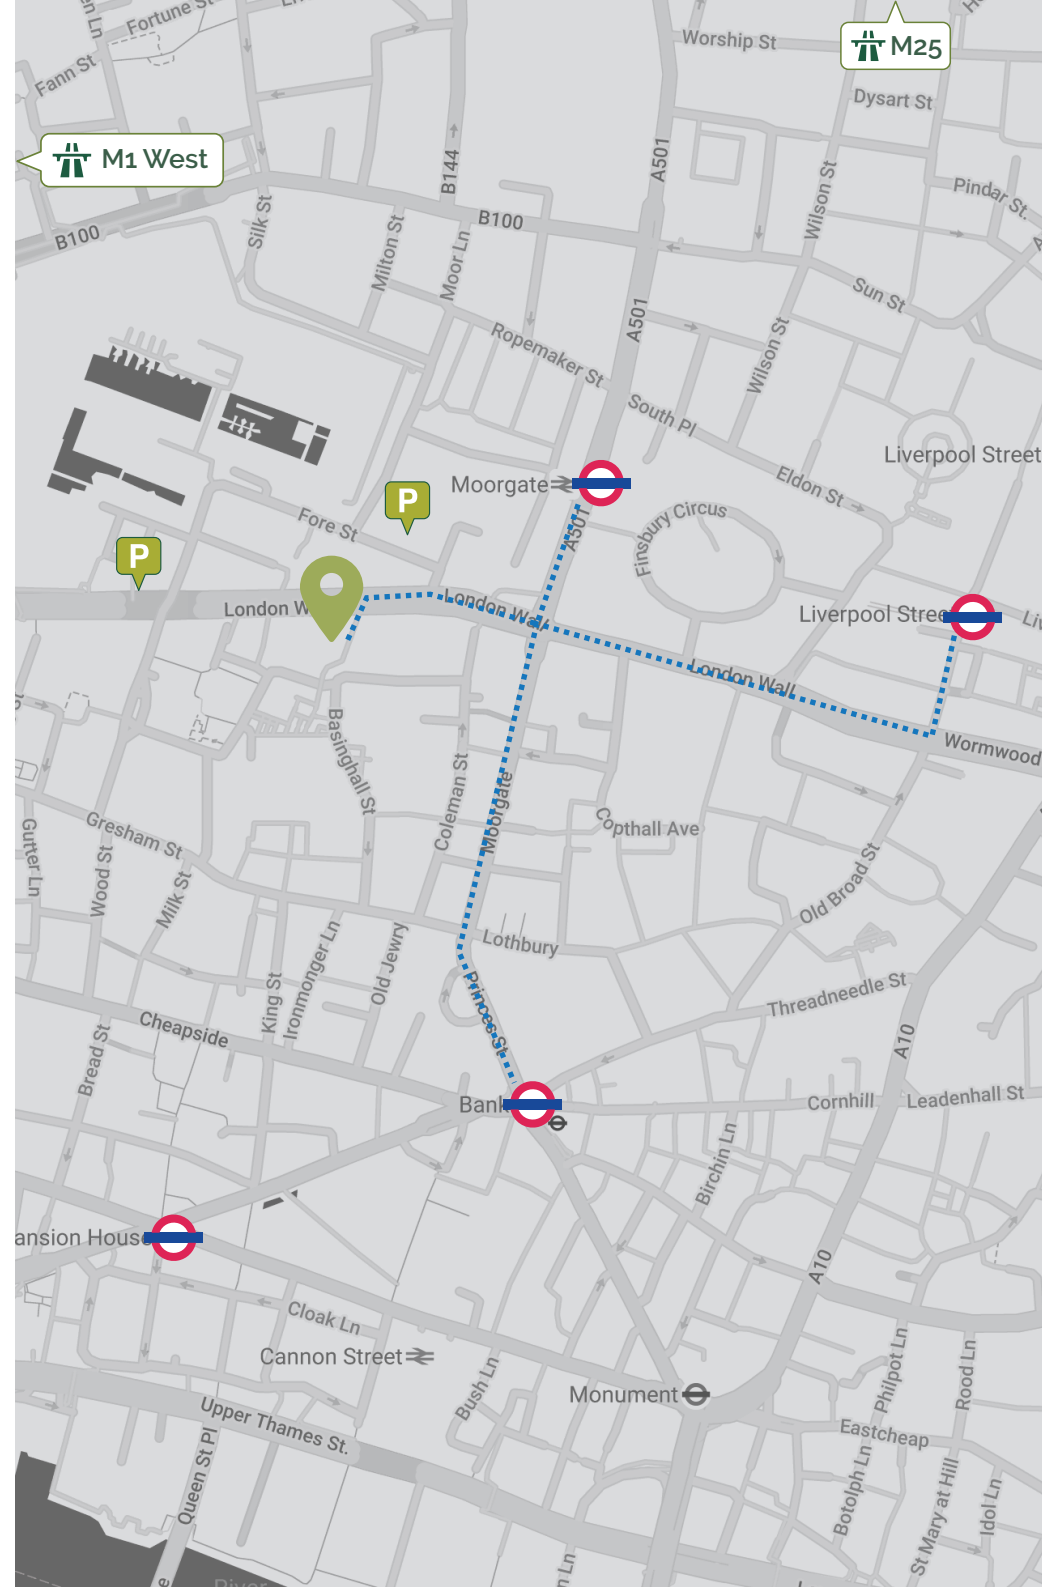 Fortune St
Fann St
Worship St
M25
Dysart St
M1 West
B144
A501
Wilson St
Pindar St.
B100
B100
Silk St
Milton St
Moor Ln
Sun St
A501
Wilson St
Ropemaker St
South Pl
Liverpool Street
Moorgate
Eldon St
P
Fore St
A501
Finsbury Circus
P
London W
London Wall
Liverpool Stree
London Wall
Wormwood
Basinghall St
Coleman St
Moorgate
Copthall Ave
Gresham St
Gutter Ln
Wood St
Milk St
Old Broad St
Lothbury
Old Jewry
Ironmonger Ln
King St
Princes St
Threadneedle St
Cheapside
Bread St
A10
Bank
Cornhill
Leadenhall St
Birchin Ln
ansion House
A10
Cloak Ln
Cannon Street
Bush Ln
Monument
Philpot Ln
Rood Ln
Upper Thames St.
Eastcheap
Queen St Pl
Botolph Ln
St Mary at Hill
Idol Ln
River